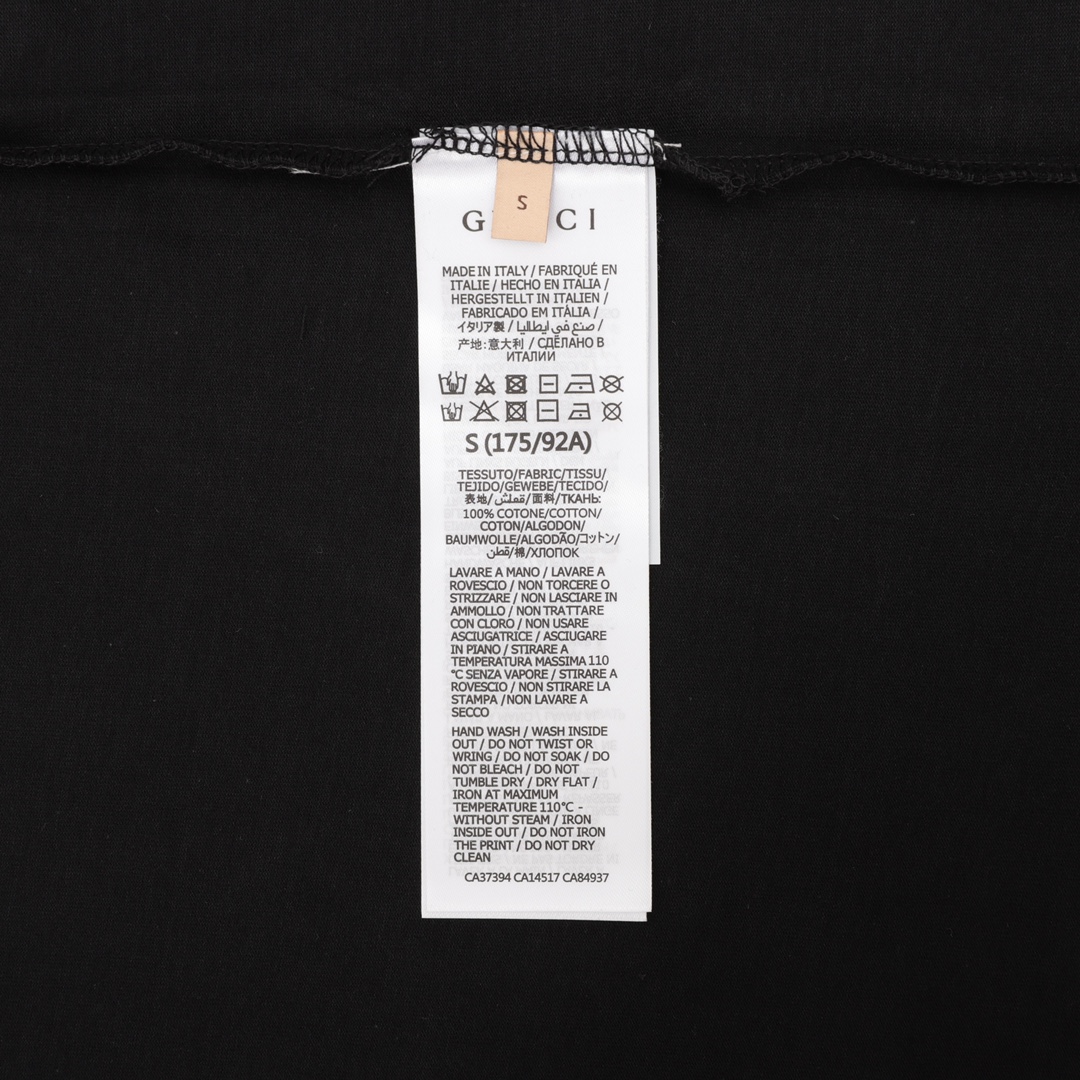 S
G CI
MADE IN ITALY / FABRIQUÉ EN
ITALIE / HECHO EN ITALIA /
HERGESTELLT IN ITALIEN /
FABRICADO EM ITÁLIA /
イタリア製 / صنع في ايطاليا /
产地:意大利 / СДЕЛАНО В
ИТАЛИИ
S (175/92A)
TESSUTO/FABRIC/TISSU/
TEJIDO/GEWEBE/TECIDO/
表地/قملش/面料/ТКАНЬ:
100% COTONE/COTTON/
COTON/ALGODON/
BAUMWOLLE/ALGODÃO/コットン/
قطن/棉/ХЛОПОК
LAVARE A MANO / LAVARE A
ROVESCIO / NON TORCERE O
STRIZZARE / NON LASCIARE IN
AMMOLLO / NON TRATTARE
CON CLORO / NON USARE
ASCIUGATRICE / ASCIUGARE
IN PIANO / STIRARE A
TEMPERATURA MASSIMA 110
°C SENZA VAPORE / STIRARE A
ROVESCIO / NON STIRARE LA
STAMPA /NON LAVARE A
SECCO
HAND WASH / WASH INSIDE
OUT / DO NOT TWIST OR
WRING / DO NOT SOAK / DO
NOT BLEACH / DO NOT
TUMBLE DRY / DRY FLAT /
IRON AT MAXIMUM
TEMPERATURE 110°C -
WITHOUT STEAM / IRON
INSIDE OUT / DO NOT IRON
THE PRINT / DO NOT DRY
CLEAN
CA37394 CA14517 CA84937